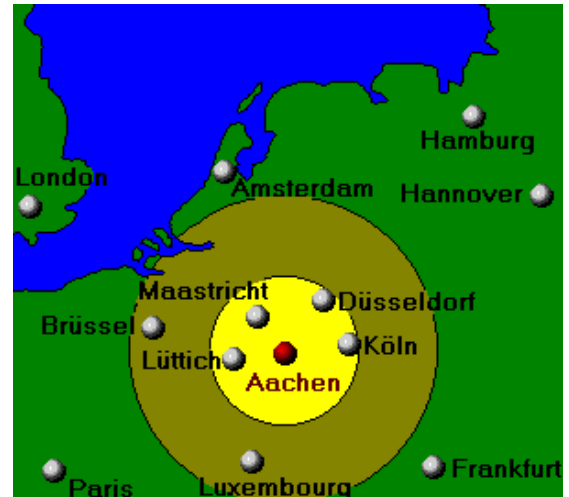 Hamburg
London
Amsterdam
Hannover
Maastricht
Düsseldorf
Brüssel
Köln
Lüttich
Aachen
Frankfurt
Paris
Luxembourg